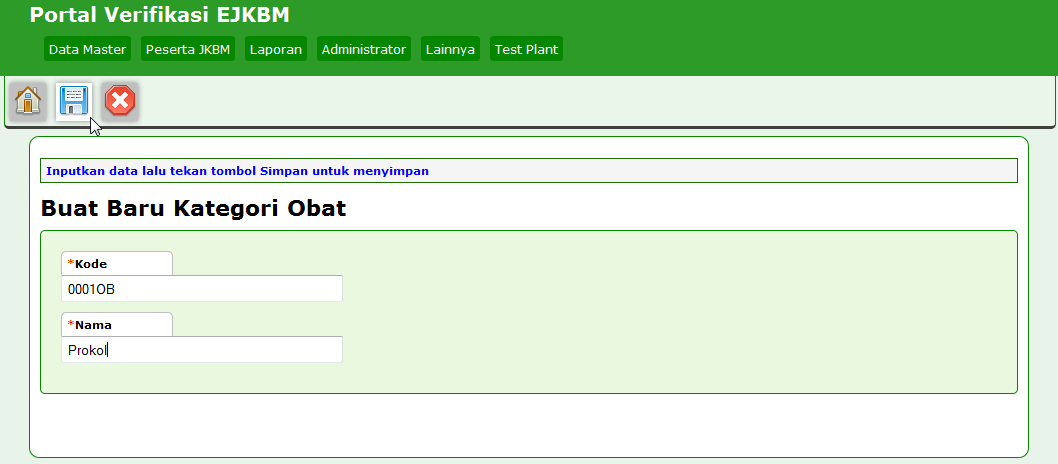 Portal Verifikasi EJKBM
Data Master Peserta JKBM Laporan Administrator Lainnya Test Plant
Inputkan data lalu tekan tombol Simpan untuk menyimpan
Buat Baru Kategori Obat
*Kode
0001OB
*Nama
Prokol